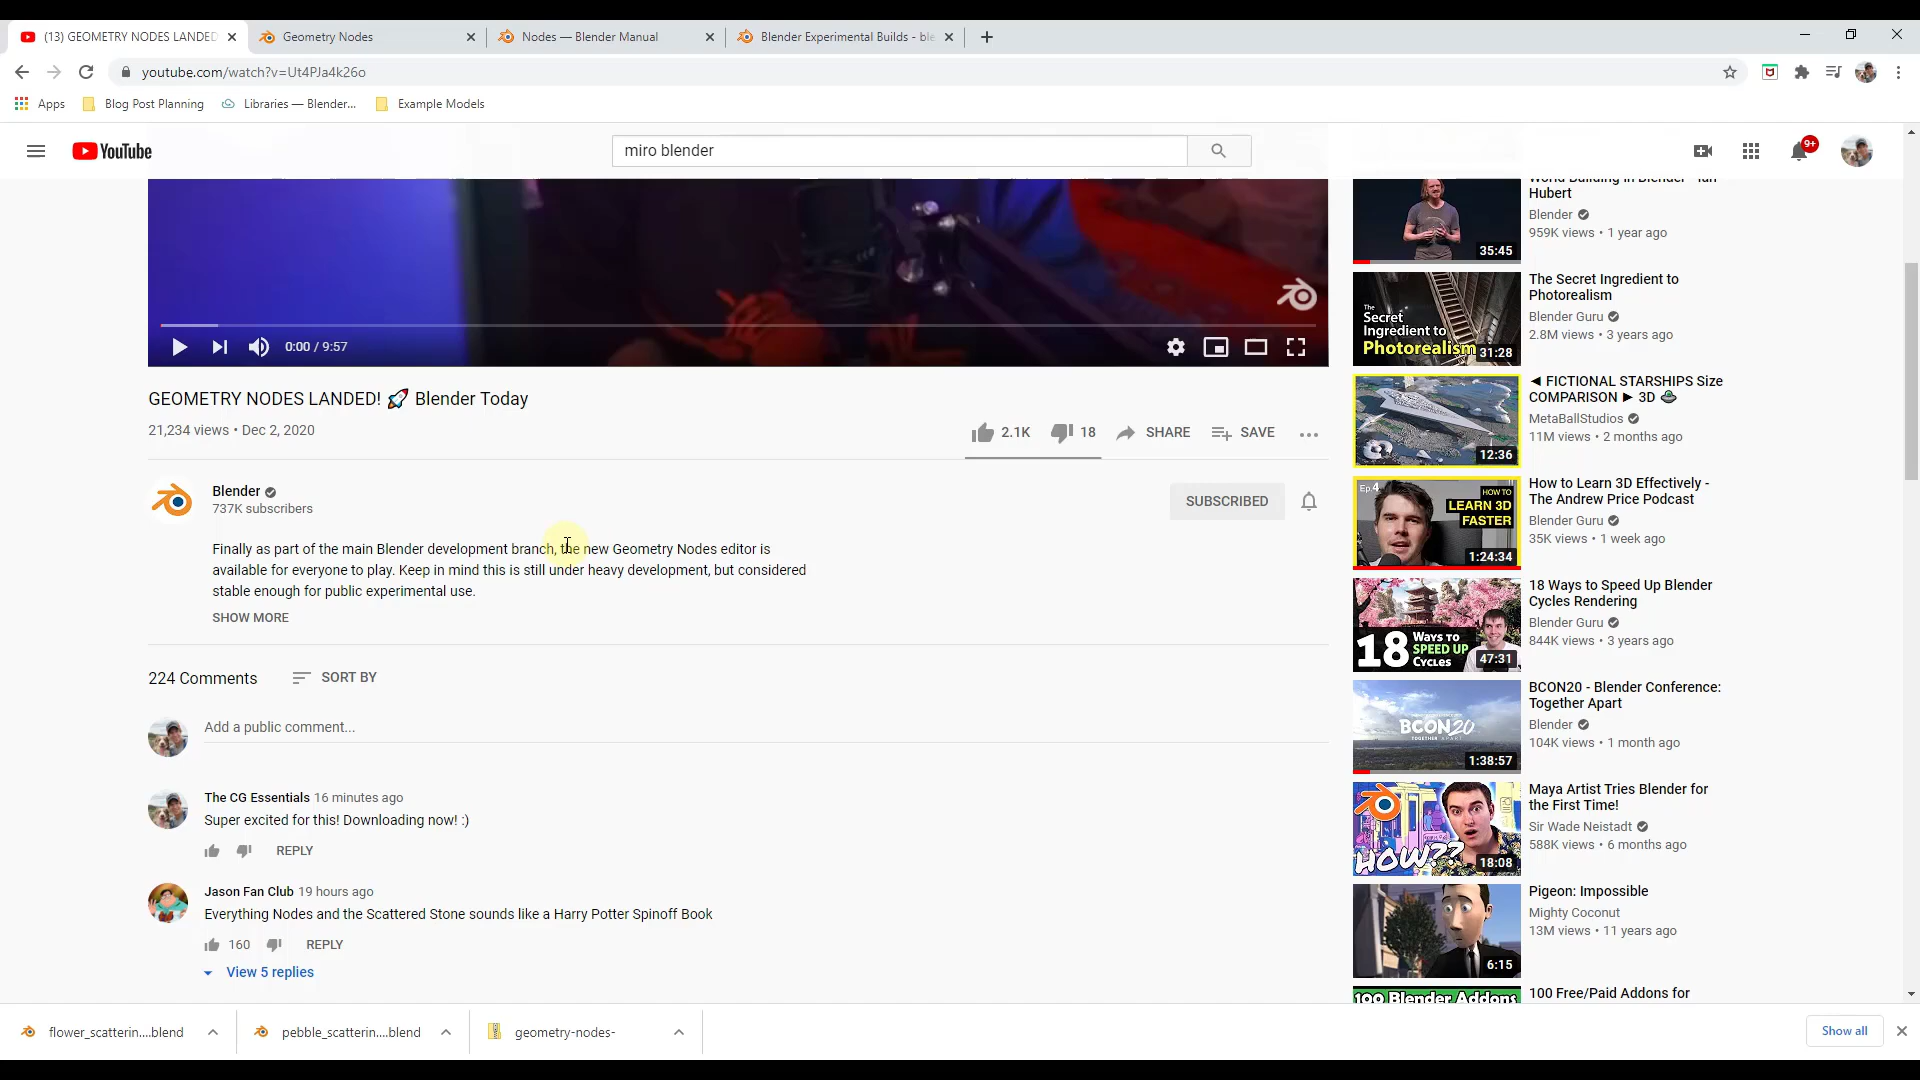 (13) GEOMETRY NODES LANDED
Geometry Nodes
Nodes — Blender Manual
Blender Experimental Builds - ble
youtube.com/watch?v=Ut4PJa4k26o
Apps
Blog Post Planning
Libraries — Blender...
Example Models
YouTube
miro blender
9+
0:00 / 9:57
GEOMETRY NODES LANDED! 🚀 Blender Today
21,234 views • Dec 2, 2020
2.1K
18
SHARE
SAVE
Blender
737K subscribers
SUBSCRIBED
Finally as part of the main Blender development branch, the new Geometry Nodes editor is
available for everyone to play. Keep in mind this is still under heavy development, but considered
stable enough for public experimental use.
SHOW MORE
224 Comments
SORT BY
Add a public comment...
The CG Essentials 16 minutes ago
Super excited for this! Downloading now! :)
REPLY
Jason Fan Club 19 hours ago
Everything Nodes and the Scattered Stone sounds like a Harry Potter Spinoff Book
160
REPLY
View 5 replies
World Building in Blender - Ian
Hubert
Blender
959K views • 1 year ago
35:45
The Secret Ingredient to
Photorealism
Blender Guru
2.8M views • 3 years ago
The
Secret
Ingredient to
Photorealism
31:28
◄ FICTIONAL STARSHIPS Size
COMPARISON ► 3D 🛸
MetaBallStudios
11M views • 2 months ago
12:36
How to Learn 3D Effectively -
The Andrew Price Podcast
Blender Guru
35K views • 1 week ago
Ep.4
HOW TO
LEARN 3D
FASTER
1:24:34
18 Ways to Speed Up Blender
Cycles Rendering
Blender Guru
844K views • 3 years ago
18 Ways to
SPEED UP
CYCLES
47:31
BCON20 - Blender Conference:
Together Apart
Blender
104K views • 1 month ago
BCON20
TOGETHER APART
1:38:57
Maya Artist Tries Blender for
the First Time!
Sir Wade Neistadt
588K views • 6 months ago
HOW??
18:08
Pigeon: Impossible
Mighty Coconut
13M views • 11 years ago
6:15
100 Free/Paid Addons for
100 Blender Addons
flower_scatterin....blend
pebble_scatterin....blend
geometry-nodes-
Show all